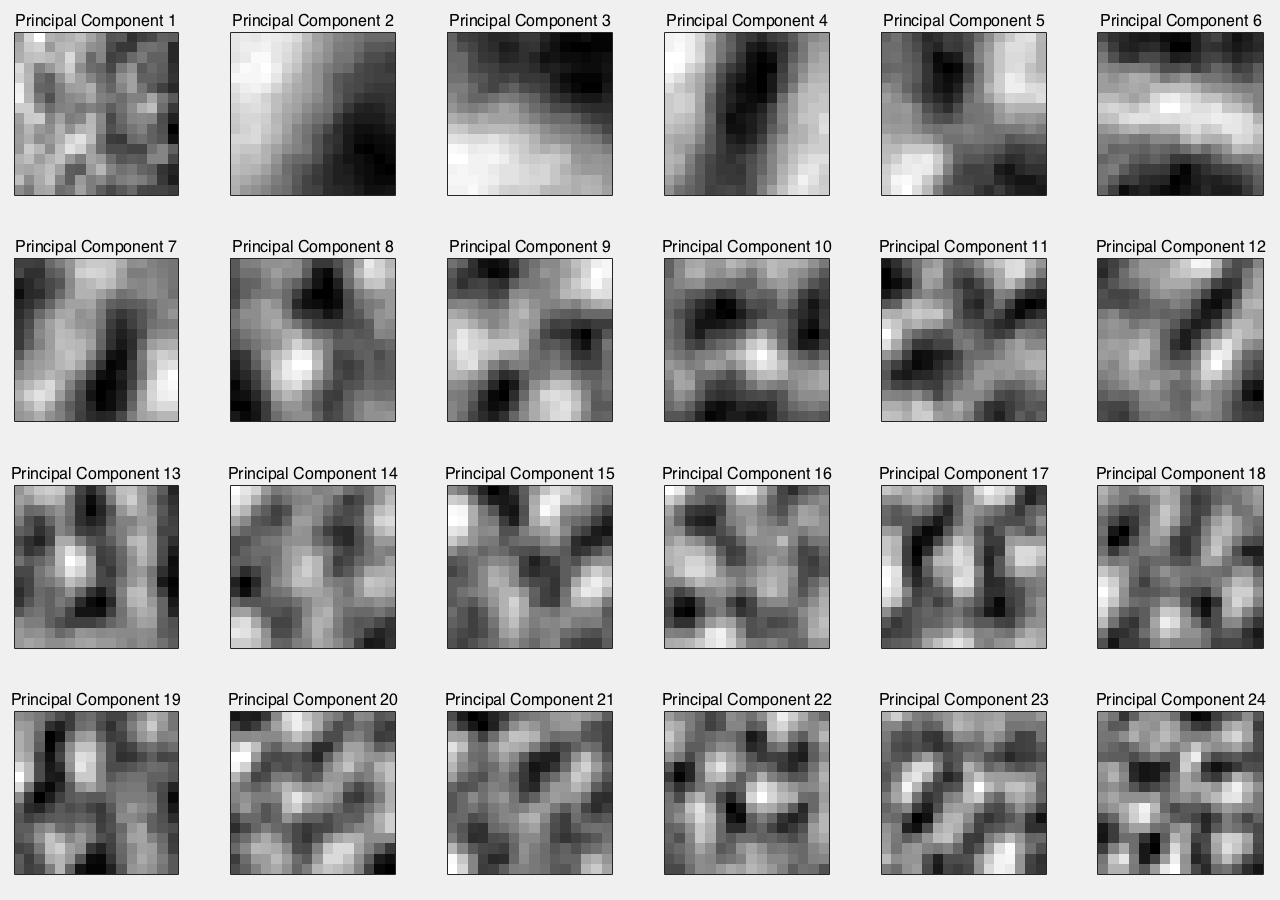 Principal Component 1
Principal Component 2
Principal Component 3
Principal Component 4
Principal Component 5
Principal Component 6
Principal Component 7
Principal Component 8
Principal Component 9
Principal Component 10
Principal Component 11
Principal Component 12
Principal Component 13
Principal Component 14
Principal Component 15
Principal Component 16
Principal Component 17
Principal Component 18
Principal Component 19
Principal Component 20
Principal Component 21
Principal Component 22
Principal Component 23
Principal Component 24